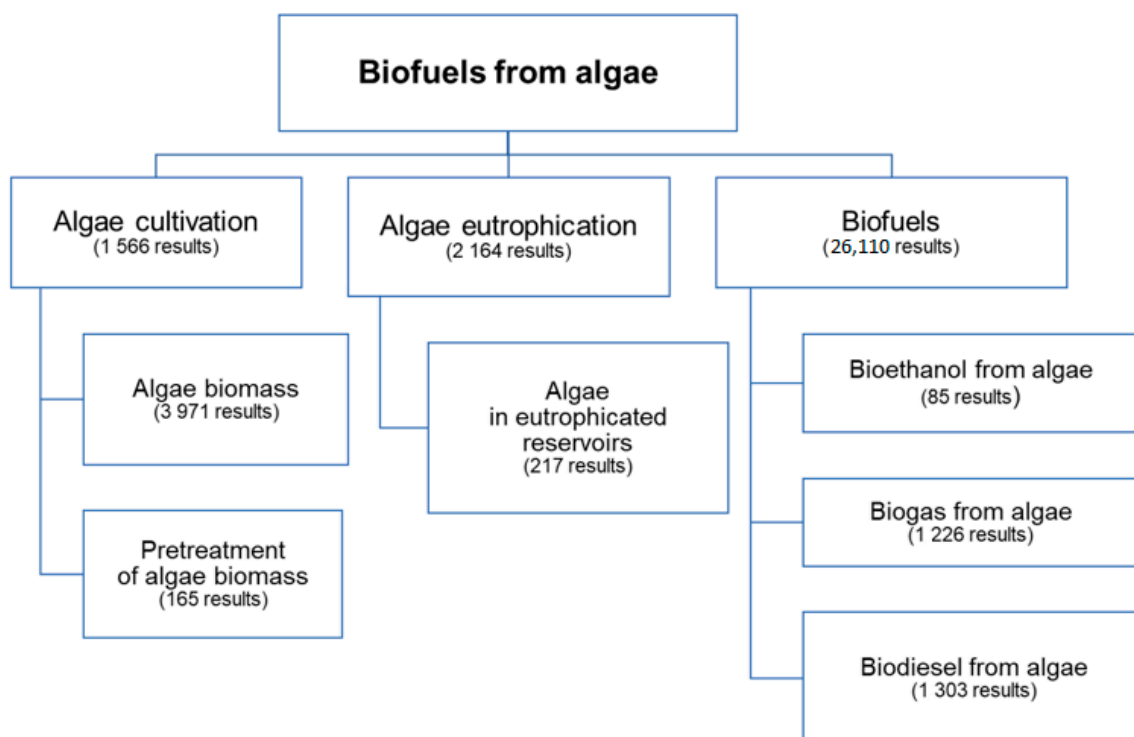 Biofuels from algae
Algae cultivation
(1 566 results)
Algae eutrophication
(2 164 results)
Biofuels
(26,110 results)
Algae biomass
(3 971 results)
Pretreatment
of algae biomass
(165 results)
Algae
in eutrophicated
reservoirs
(217 results)
Bioethanol from algae
(85 results)
Biogas from algae
(1 226 results)
Biodiesel from algae
(1 303 results)